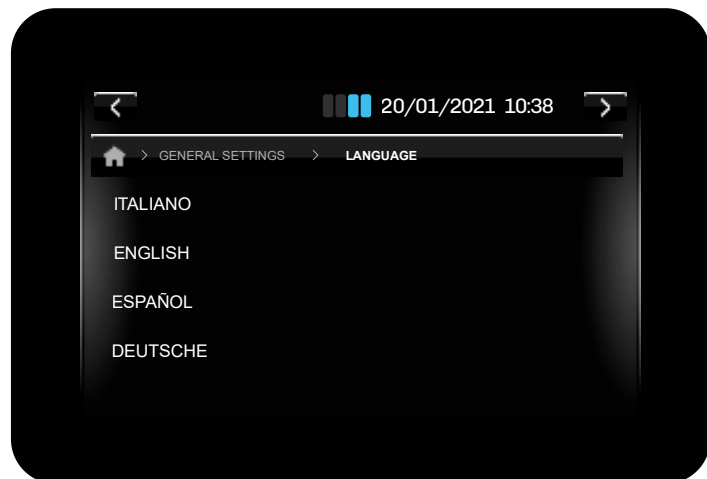 20/01/2021 10:38
GENERAL SETTINGS > LANGUAGE
ITALIANO
ENGLISH
ESPAÑOL
DEUTSCHE